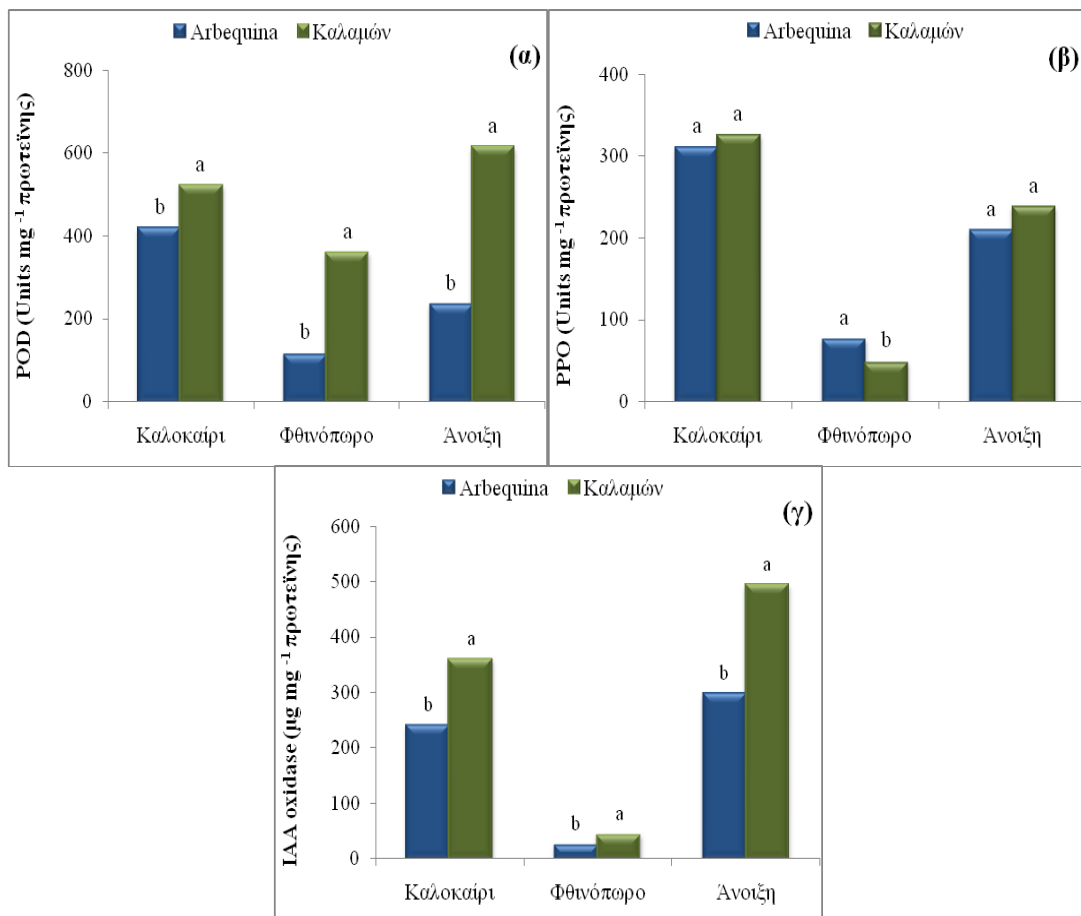 Arbequina Καλαμών
(α)
POD (Units mg -1 πρωτεΐνης)
800
600
400
200
0
a
b
a
b
a
b
Καλοκαίρι Φθινόπωρο Άνοιξη
Arbequina Καλαμών
(β)
PPO (Units mg -1 πρωτεΐνης)
400
300
200
100
0
a a
a b
a a
Καλοκαίρι Φθινόπωρο Άνοιξη
Arbequina Καλαμών
(γ)
IAA oxidase (μg mg -1 πρωτεΐνης)
600
500
400
300
200
100
0
b a
b a
b a
Καλοκαίρι Φθινόπωρο Άνοιξη